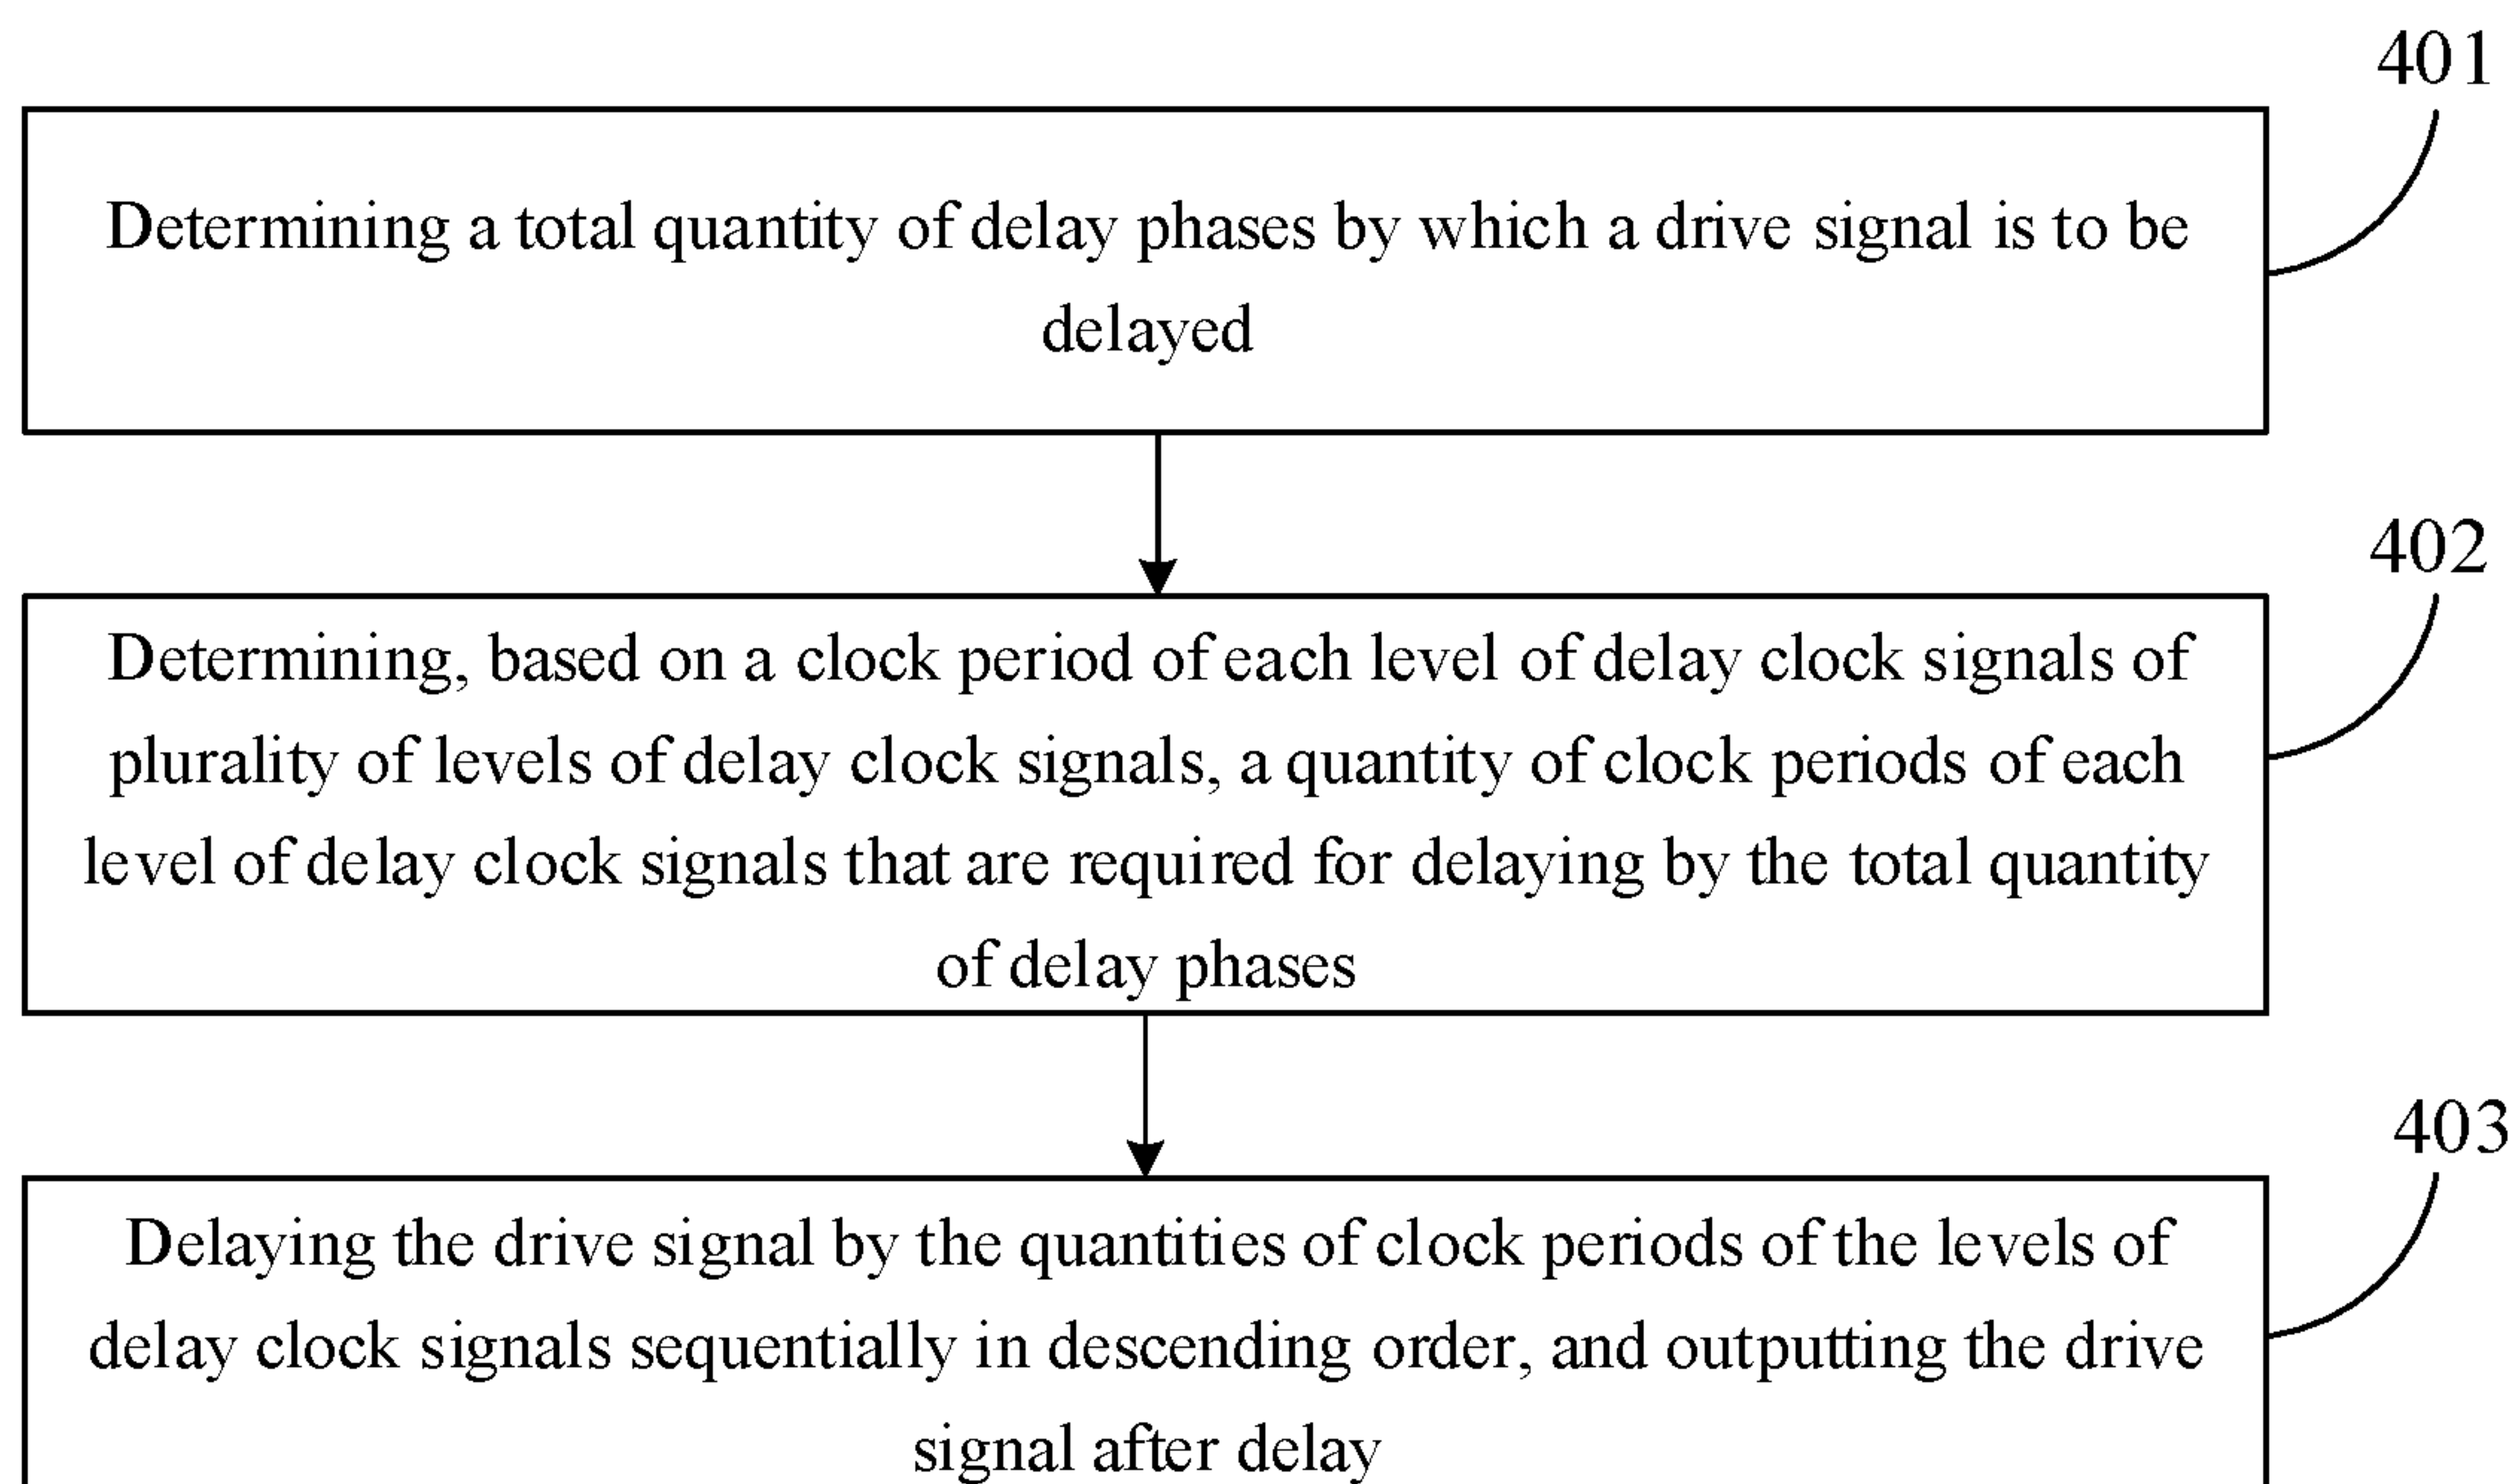 401
Determining a total quantity of delay phases by which a drive signal is to be
delayed
402
Determining, based on a clock period of each level of delay clock signals of
plurality of levels of delay clock signals, a quantity of clock periods of each
level of delay clock signals that are required for delaying by the total quantity
of delay phases
403
Delaying the drive signal by the quantities of clock periods of the levels of
delay clock signals sequentially in descending order, and outputting the drive
signal after delay